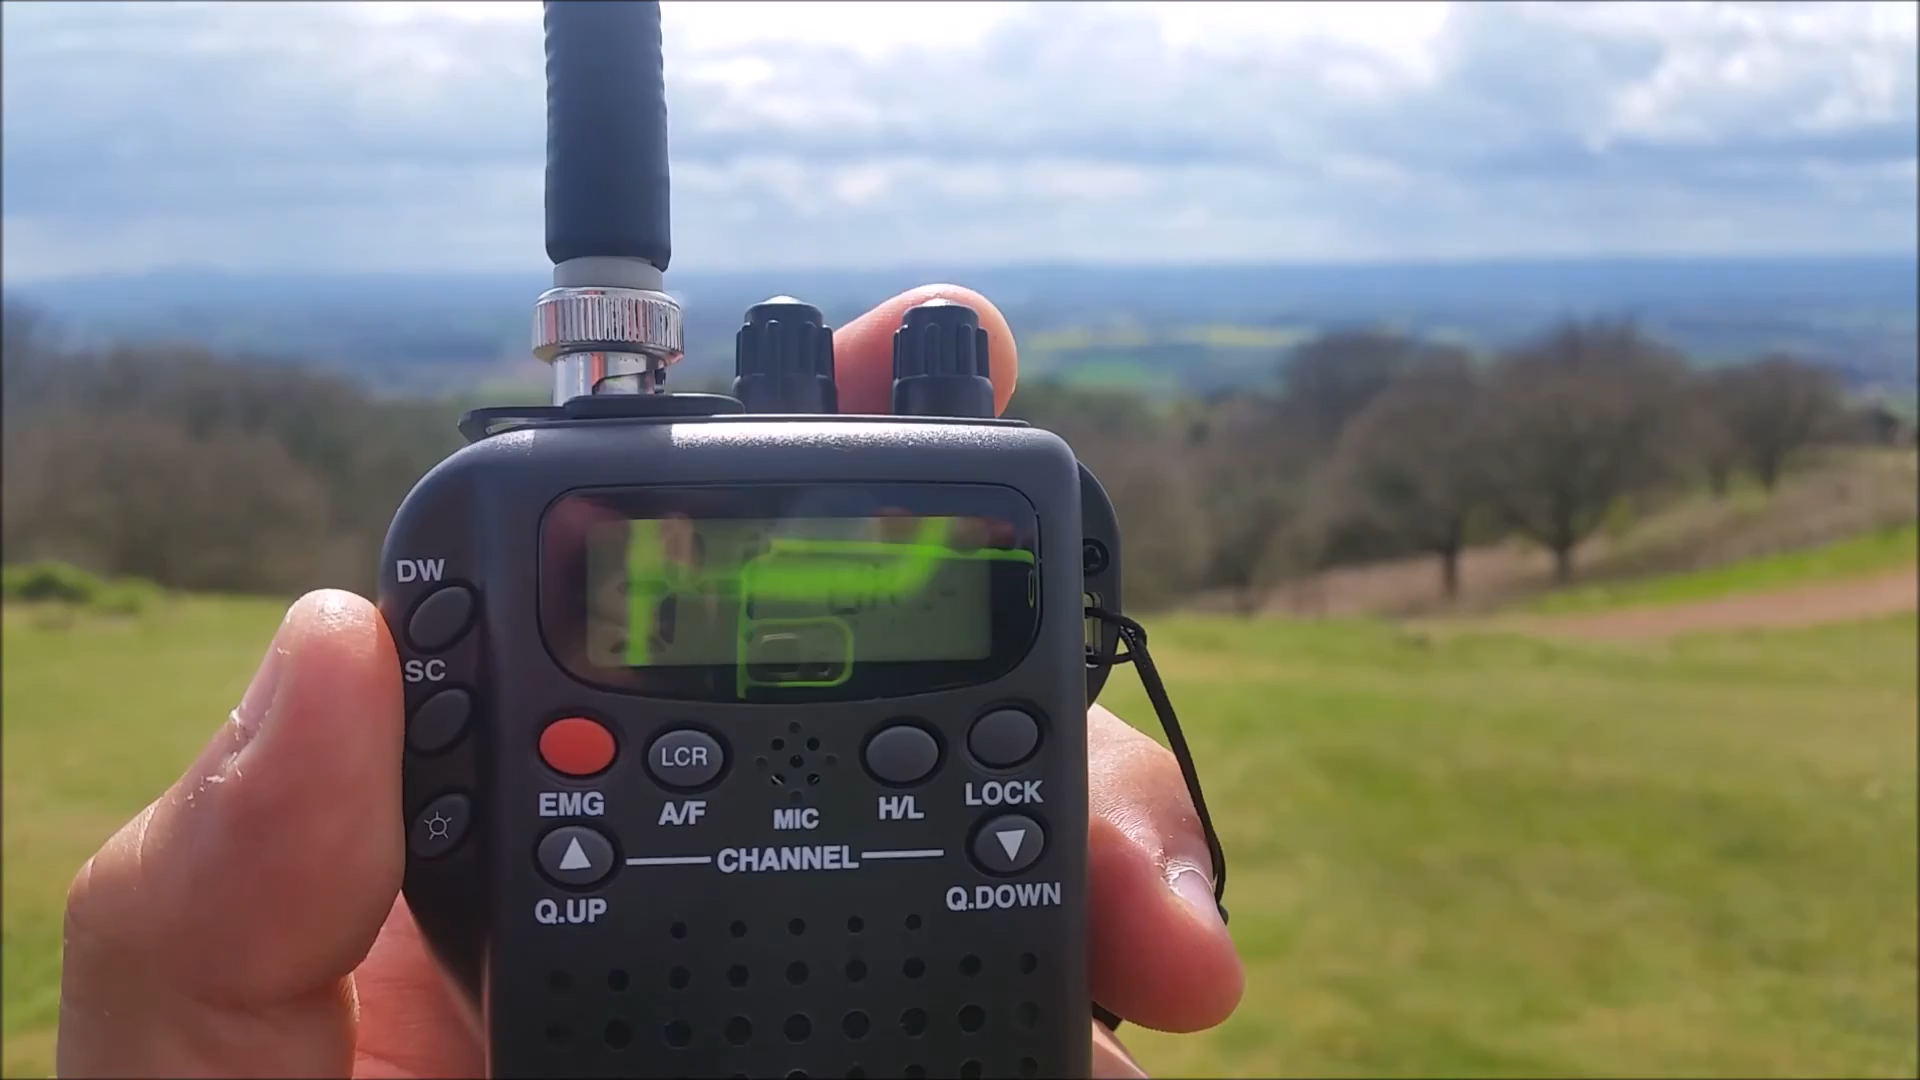 DW
SC
EMG
LCR
A/F
MIC
H/L
LOCK
CHANNEL
Q.UP
Q.DOWN